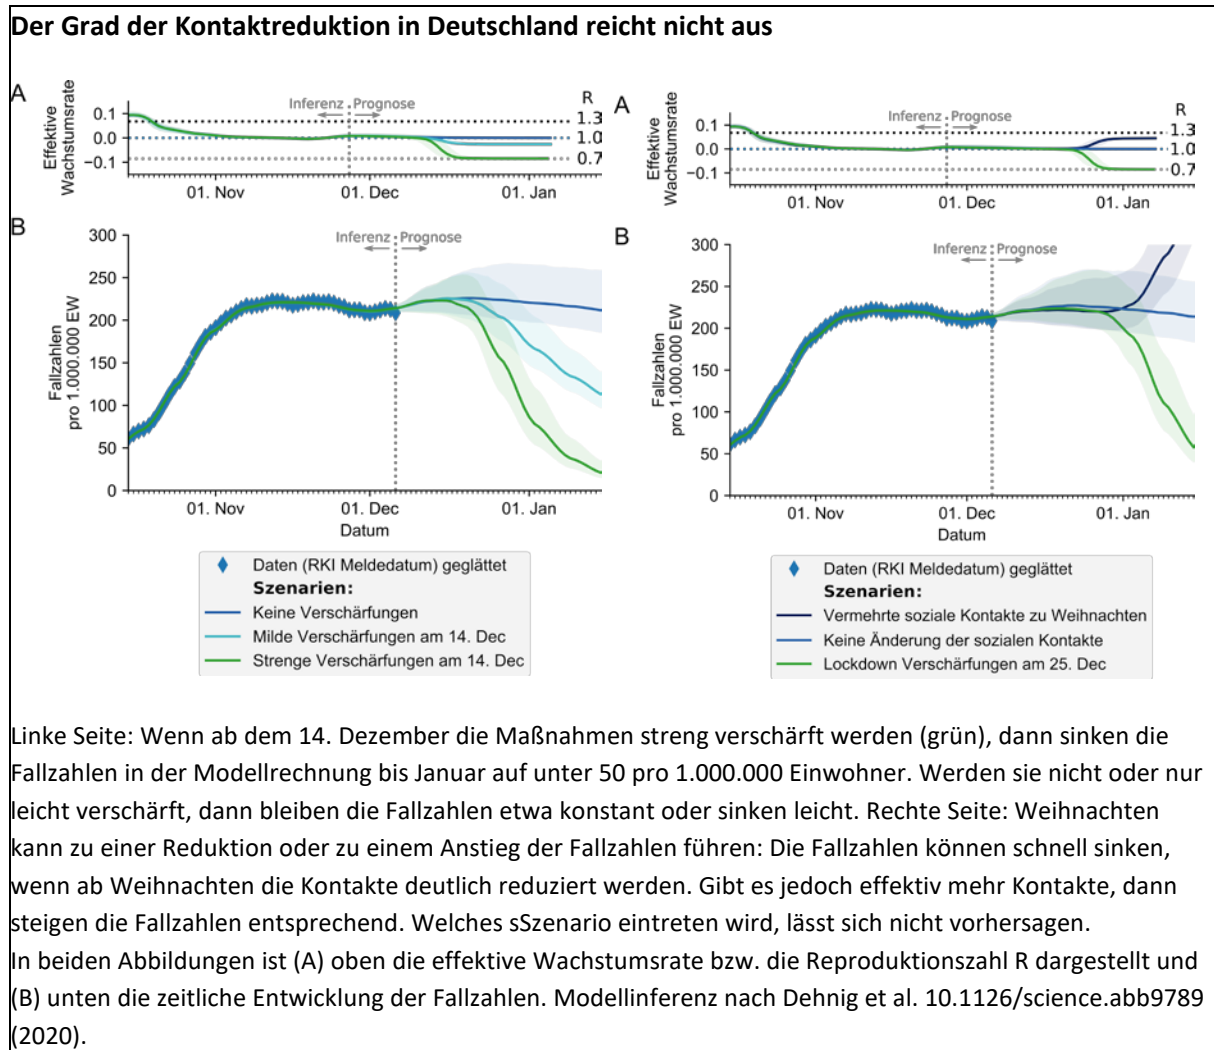 Der Grad der Kontaktreduktion in Deutschland reicht nicht aus
A
Effektive
Wachstumsrate
0.1
0.0
−0.1
Inferenz Prognose
R
1.3
1.0
0.7
01. Nov
01. Dec
01. Jan
B
Fallzahlen
pro 1.000.000 EW
300
250
200
150
100
50
0
Inferenz Prognose
01. Nov
01. Dec
01. Jan
Datum
Daten (RKI Meldedatum) geglättet
Szenarien:
Keine Verschärfungen
Milde Verschärfungen am 14. Dec
Strenge Verschärfungen am 14. Dec
A
Effektive
Wachstumsrate
0.1
0.0
−0.1
Inferenz Prognose
R
1.3
1.0
0.7
01. Nov
01. Dec
01. Jan
B
Fallzahlen
pro 1.000.000 EW
300
250
200
150
100
50
0
Inferenz Prognose
01. Nov
01. Dec
01. Jan
Datum
Daten (RKI Meldedatum) geglättet
Szenarien:
Vermehrte soziale Kontakte zu Weihnachten
Keine Änderung der sozialen Kontakte
Lockdown Verschärfungen am 25. Dec
Linke Seite: Wenn ab dem 14. Dezember die Maßnahmen streng verschärft werden (grün), dann sinken die
Fallzahlen in der Modellrechnung bis Januar auf unter 50 pro 1.000.000 Einwohner. Werden sie nicht oder nur
leicht verschärft, dann bleiben die Fallzahlen etwa konstant oder sinken leicht. Rechte Seite: Weihnachten
kann zu einer Reduktion oder zu einem Anstieg der Fallzahlen führen: Die Fallzahlen können schnell sinken,
wenn ab Weihnachten die Kontakte deutlich reduziert werden. Gibt es jedoch effektiv mehr Kontakte, dann
steigen die Fallzahlen entsprechend. Welches sSzenario eintreten wird, lässt sich nicht vorhersagen.
In beiden Abbildungen ist (A) oben die effektive Wachstumsrate bzw. die Reproduktionszahl R dargestellt und
(B) unten die zeitliche Entwicklung der Fallzahlen. Modellinferenz nach Dehnig et al. 10.1126/science.abb9789
(2020).